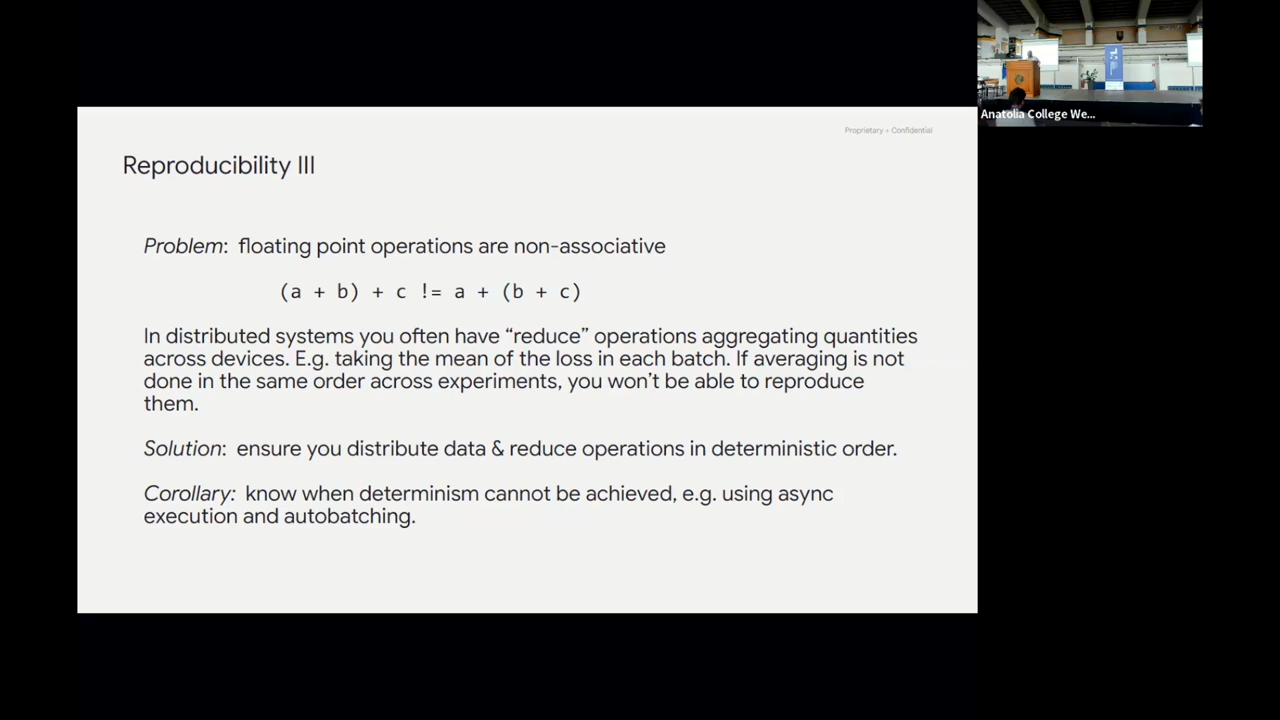 Proprietary + Confidential
Anatolia College We...
Reproducibility III
Problem: floating point operations are non-associative
(a + b) + c != a + (b + c)
In distributed systems you often have “reduce” operations aggregating quantities
across devices. E.g. taking the mean of the loss in each batch. If averaging is not
done in the same order across experiments, you won’t be able to reproduce
them.
Solution: ensure you distribute data & reduce operations in deterministic order.
Corollary: know when determinism cannot be achieved, e.g. using async
execution and autobatching.